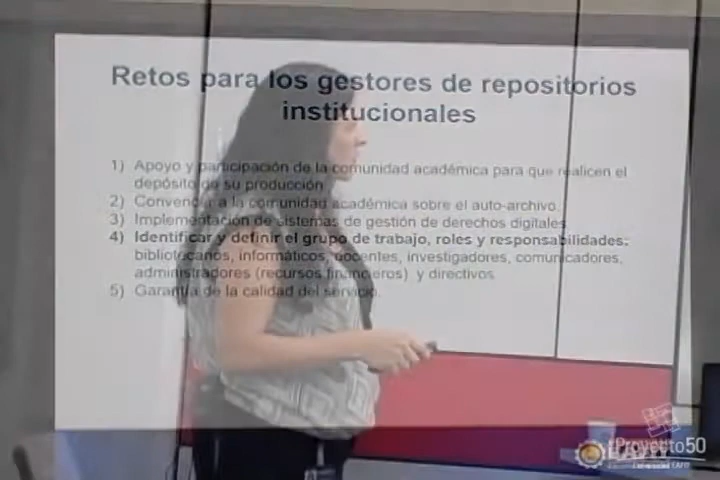 Retos para los gestores de repositorios
institucionales
1) Apoyo y participación de la comunidad académica para que realicen el
depósito de su producción
2) Convencer a la comunidad académica sobre el auto-archivo.
3) Implementación de sistemas de gestión de derechos digitales
4) Identificar y definir el grupo de trabajo, roles y responsabilidades:
bibliotecarios, informáticos, docentes, investigadores, comunicadores,
administradores (recursos financieros) y directivos
5) Garantía de la calidad del servicio.
Proyecto50